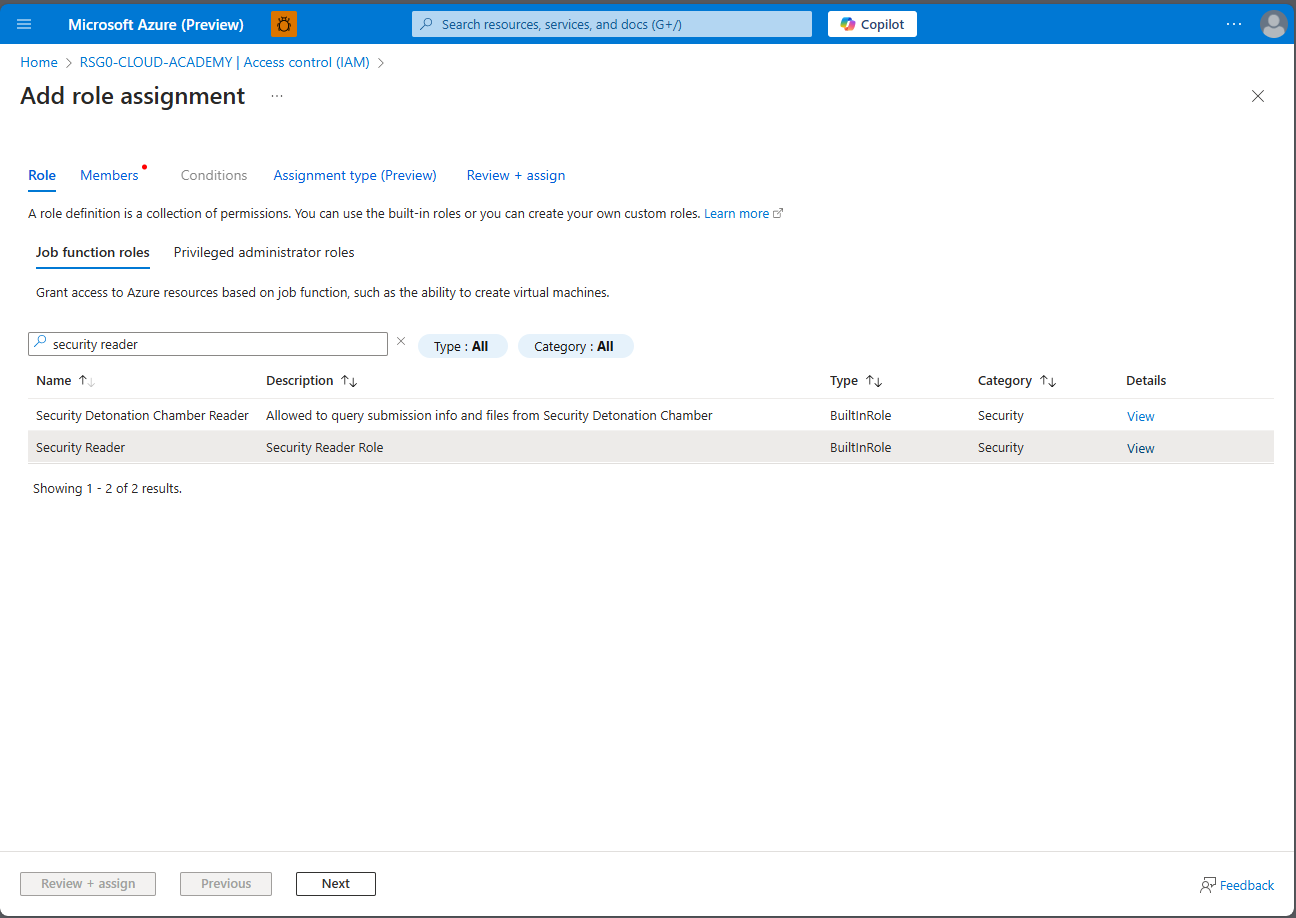 Microsoft Azure (Preview)
Search resources, services, and docs (G+/)
Copilot
Home > RSG0-CLOUD-ACADEMY | Access control (IAM) >
Add role assignment
Role Members Conditions Assignment type (Preview) Review + assign
A role definition is a collection of permissions. You can use the built-in roles or you can create your own custom roles. Learn more
Job function roles Privileged administrator roles
Grant access to Azure resources based on job function, such as the ability to create virtual machines.
security reader Type : All Category : All
Name Description Type Category Details
Security Detonation Chamber Reader Allowed to query submission info and files from Security Detonation Chamber BuiltInRole Security View
Security Reader Security Reader Role BuiltInRole Security View
Showing 1 - 2 of 2 results.
Review + assign Previous Next Feedback